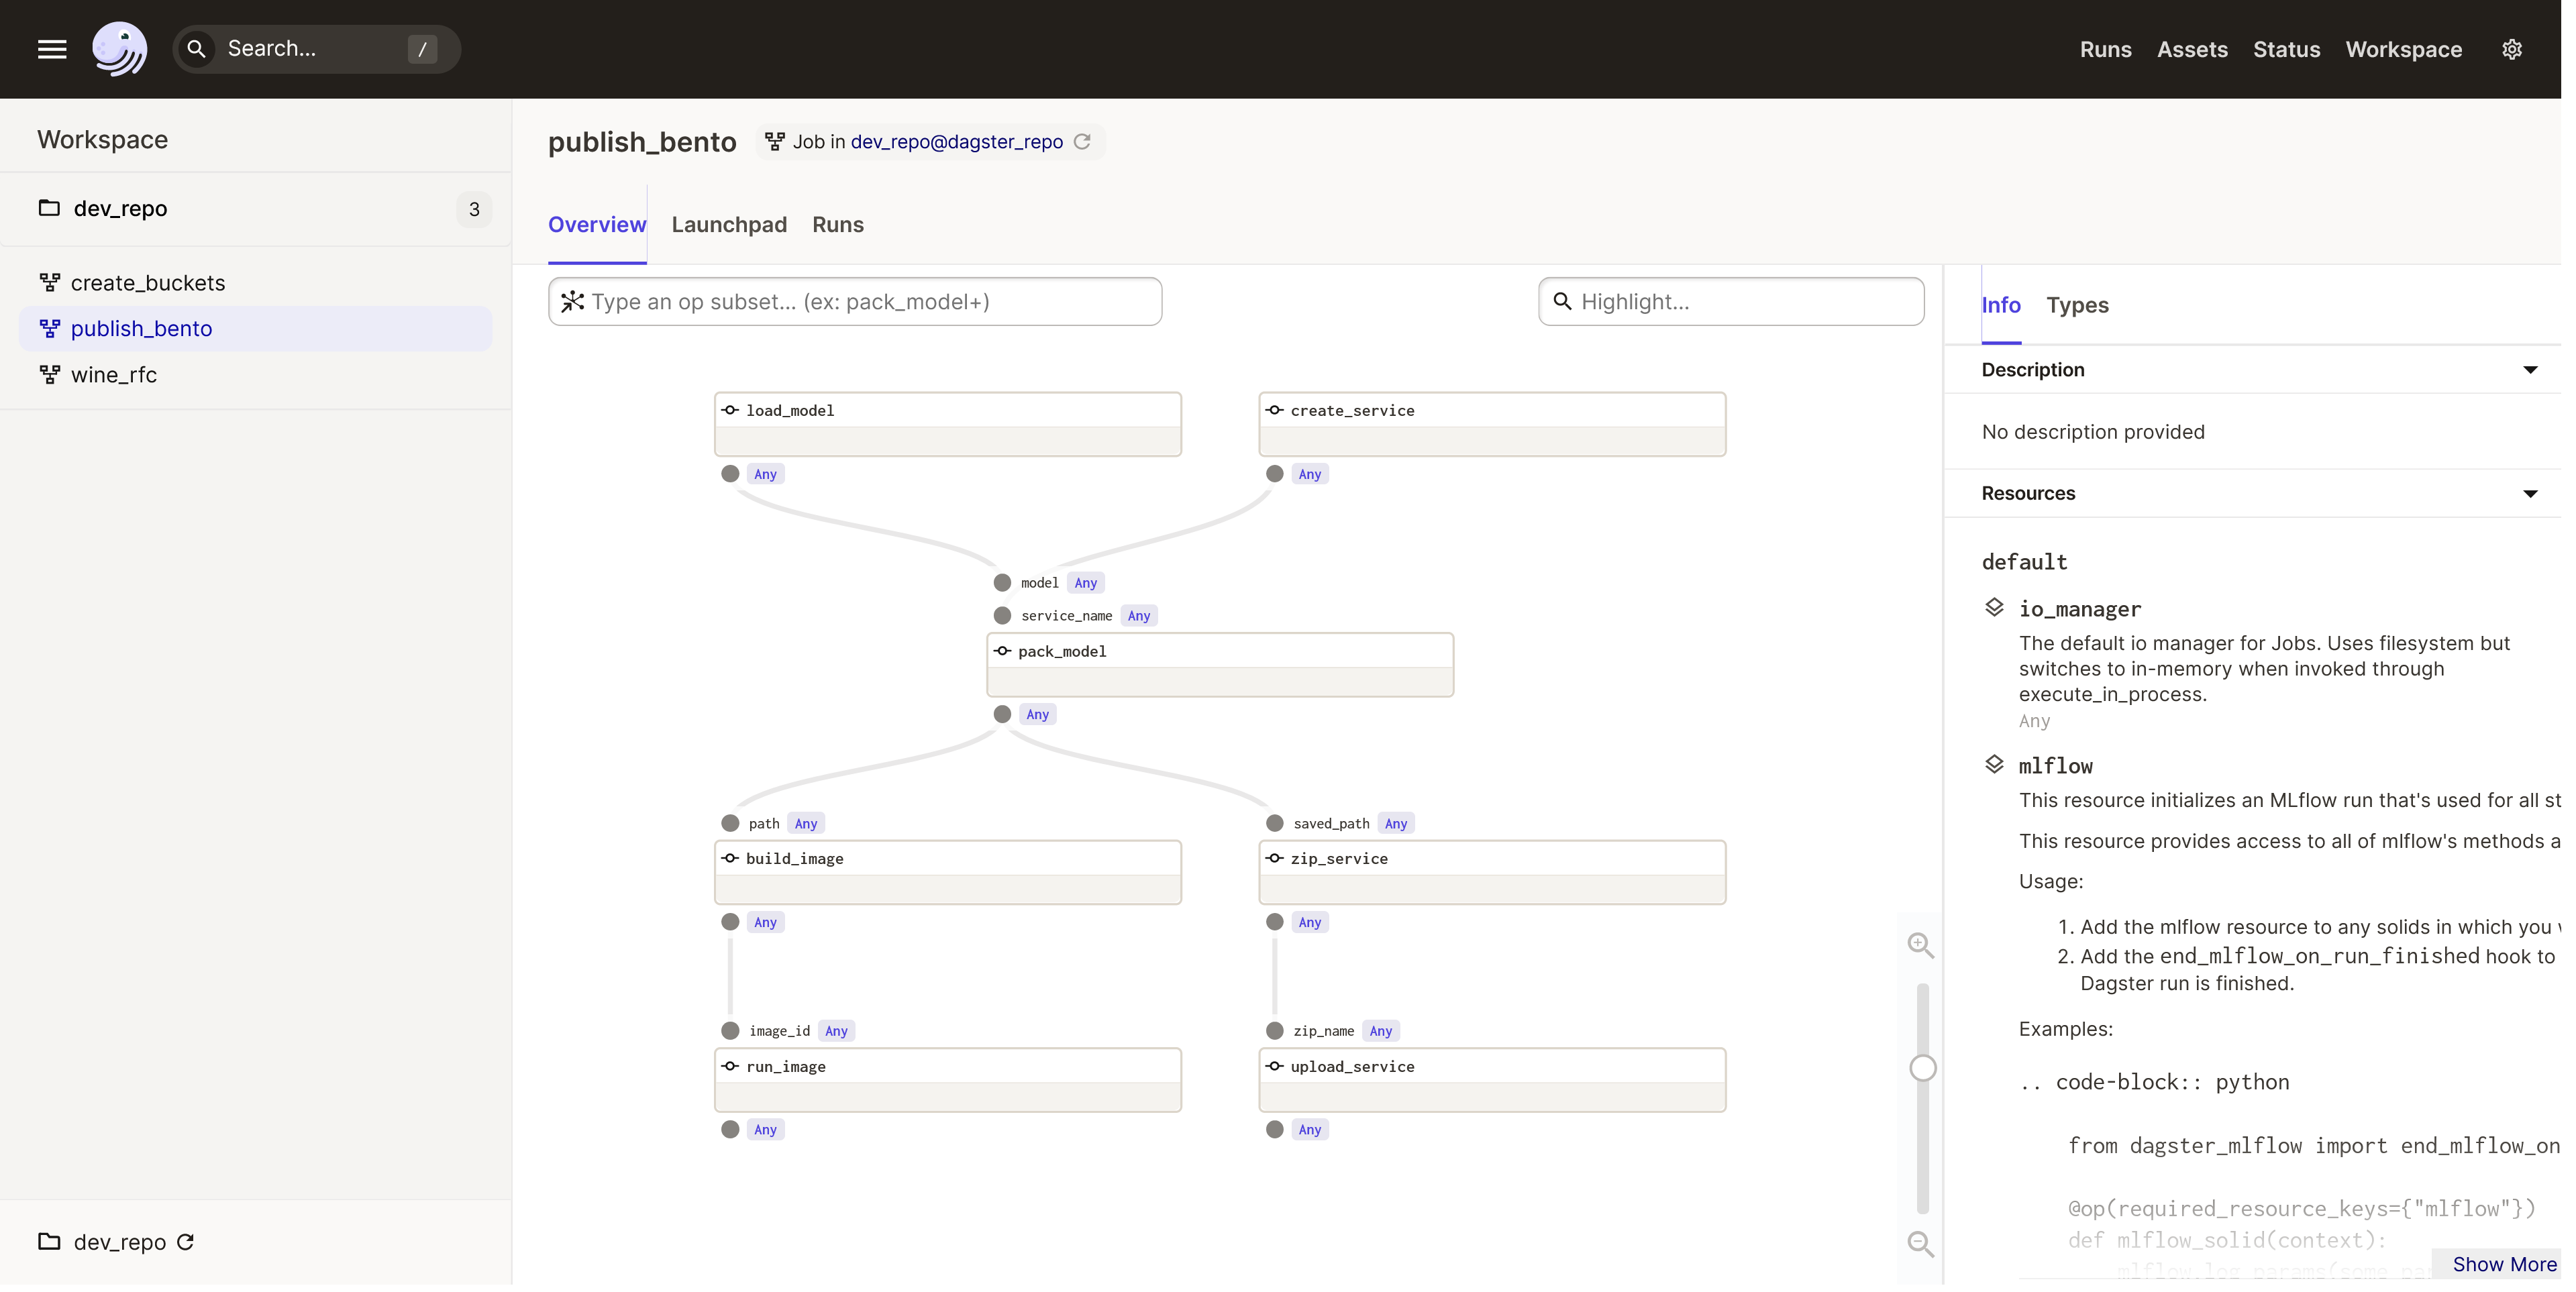 Search... /
Runs Assets Status Workspace
Workspace
dev_repo 3
create_buckets
publish_bento
wine_rfc
dev_repo
publish_bento Job in dev_repo@dagster_repo
Overview Launchpad Runs
Type an op subset... (ex: pack_model+)
Highlight...
load_model
Any
create_service
Any
model Any
service_name Any
pack_model
Any
path Any
build_image
Any
saved_path Any
zip_service
Any
image_id Any
run_image
Any
zip_name Any
upload_service
Any
Info Types
Description
No description provided
Resources
default
io_manager
The default io manager for Jobs. Uses filesystem but
switches to in-memory when invoked through
execute_in_process.
Any
mlflow
This resource initializes an MLflow run that's used for all st
This resource provides access to all of mlflow's methods a
Usage:
1. Add the mlflow resource to any solids in which you
2. Add the end_mlflow_on_run_finished hook to
Dagster run is finished.
Examples:
.. code-block:: python
from dagster_mlflow import end_mlflow_on
@op(required_resource_keys={"mlflow"})
def mlflow_solid(context):
mlflow.log_params(some_par
Show More